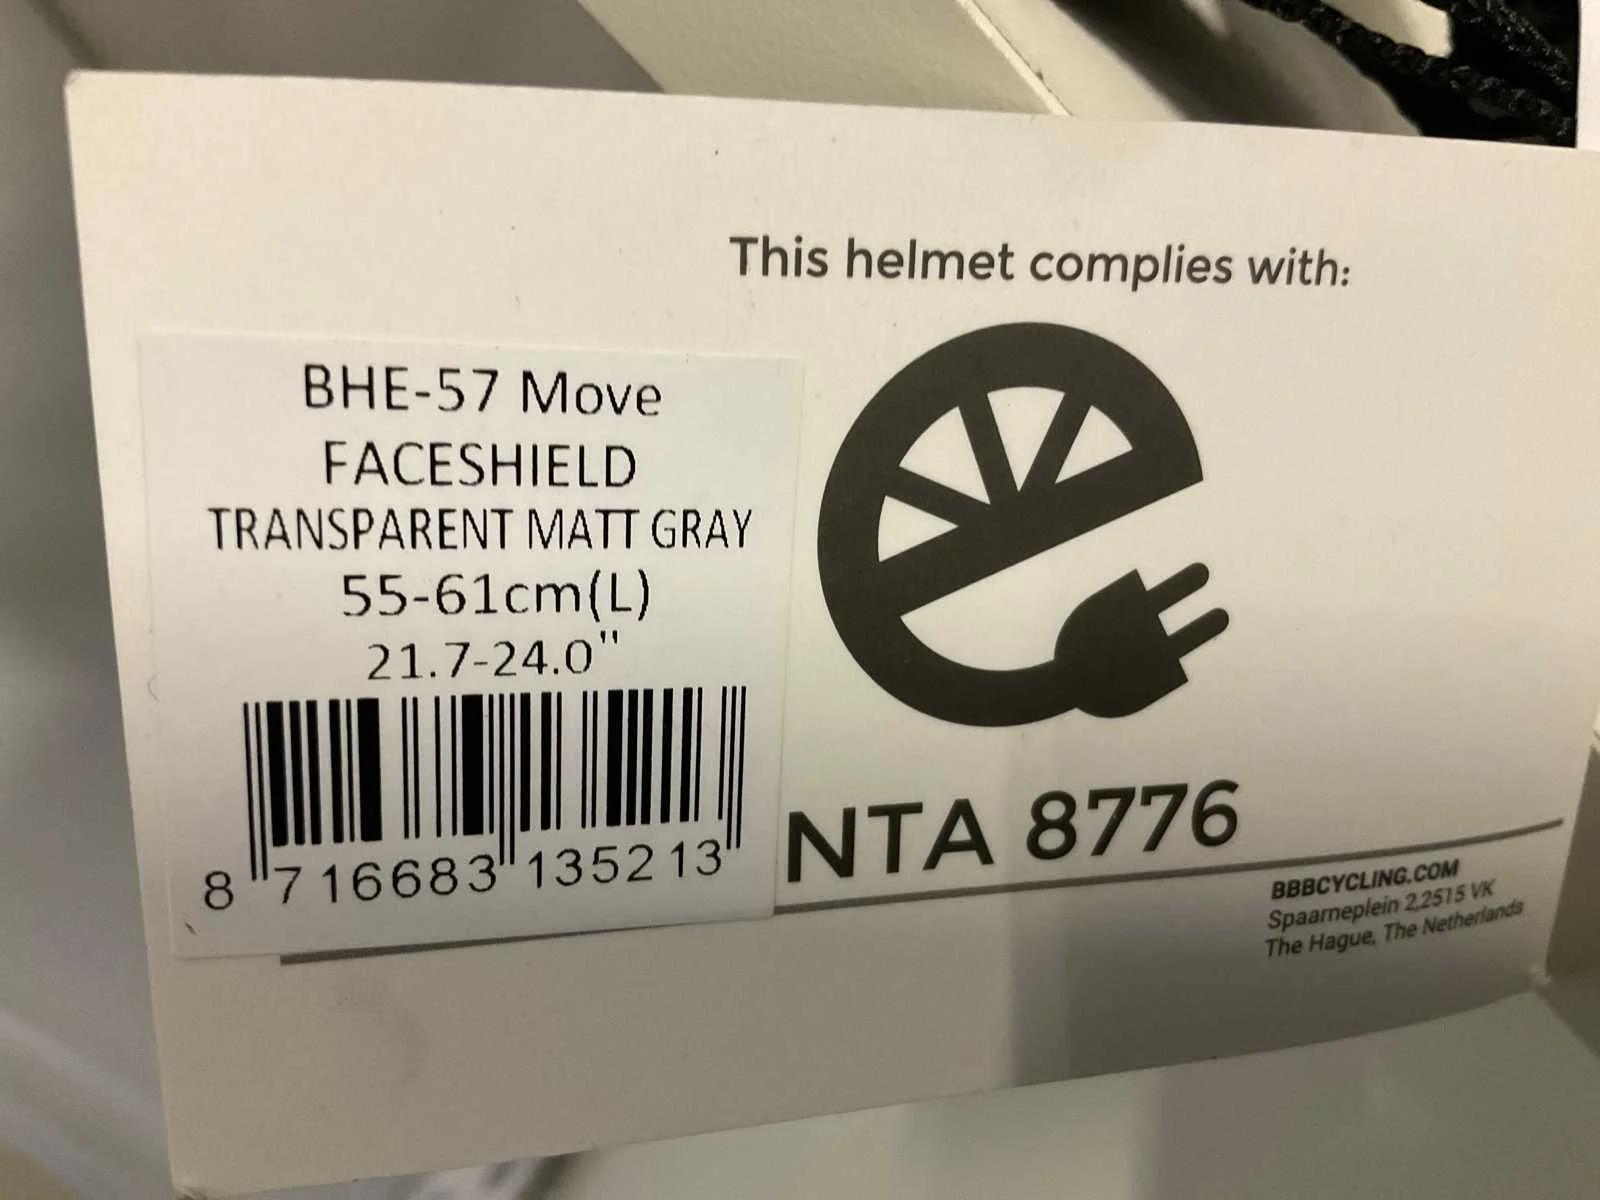 This helmet complies with:
BHE-57 Move
FACESHIELD
TRANSPARENT MATT GRAY
55-61cm(L)
21.7-24.0"
8 716683 135213
NTA 8776
BBBCYCLING.COM
Spaarneplein 2,2515 VK
The Hague, The Netherlands